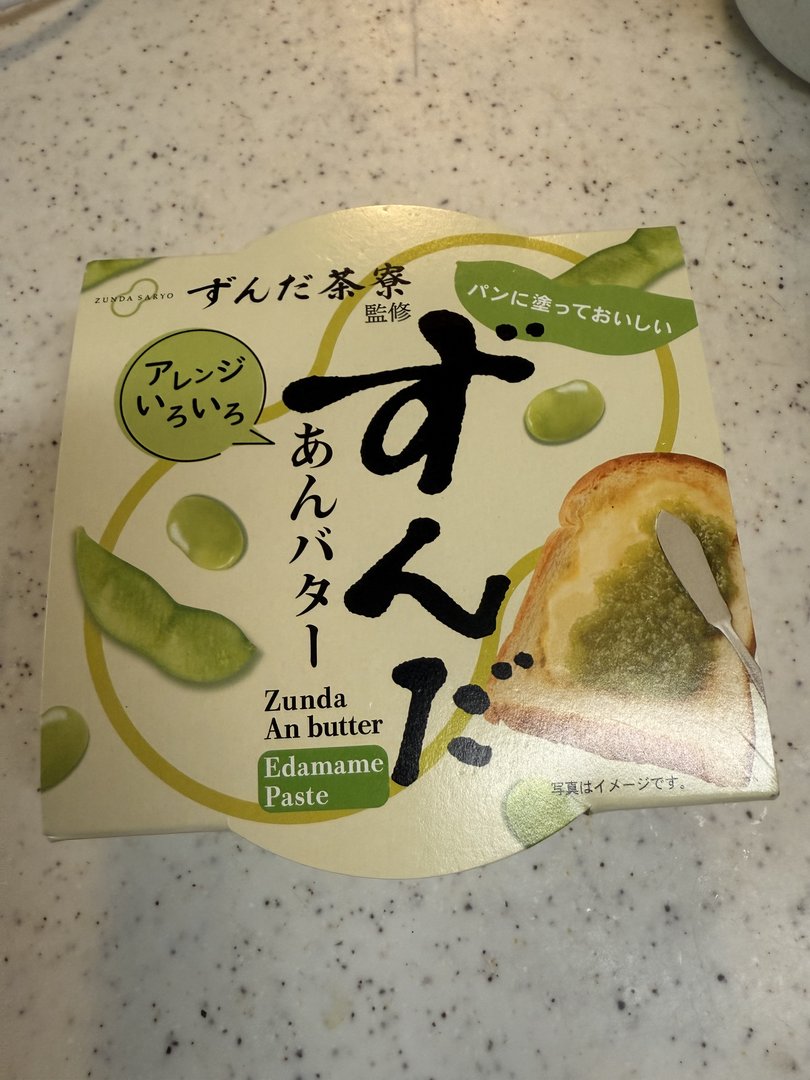 ZUNDA SARYO
ずんだ茶寮
監修
パンに塗っておいしい
アレンジ
いろいろ
ずんだ
あんバター
Zunda
An butter
Edamame
Paste
写真はイメージです。